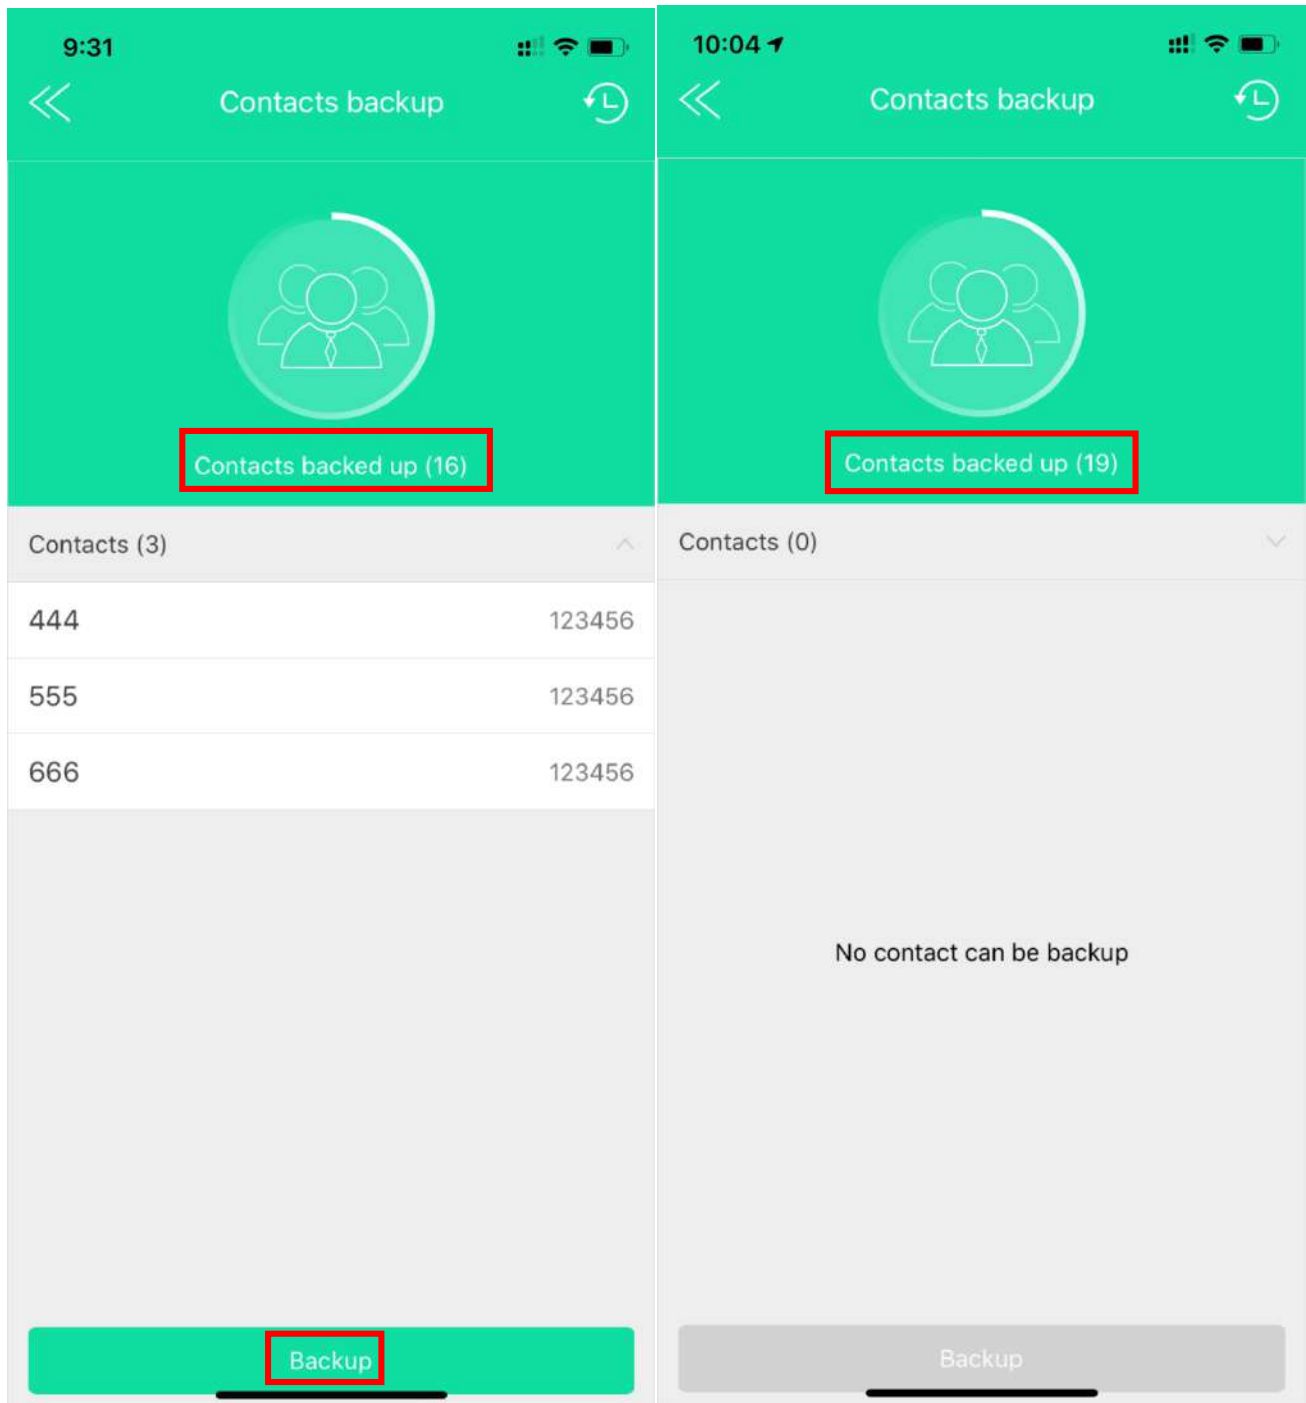 9:31
Contacts backup
Contacts backed up (16)
Contacts (3)
444 123456
555 123456
666 123456
Backup
10:04
Contacts backup
Contacts backed up (19)
Contacts (0)
No contact can be backup
Backup